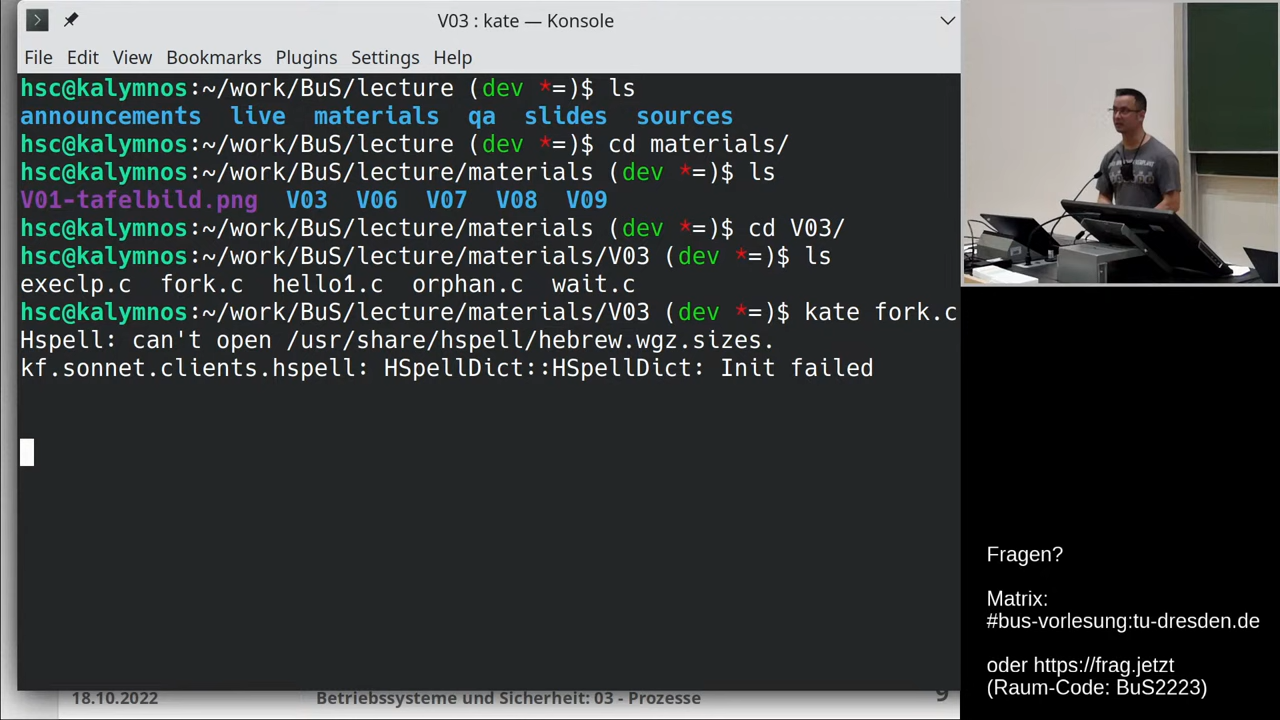 V03 : kate — Konsole
File Edit View Bookmarks Plugins Settings Help
hsc@kalymnos:~/work/BuS/lecture (dev *=)$ ls
announcements live materials qa slides sources
hsc@kalymnos:~/work/BuS/lecture (dev *=)$ cd materials/
hsc@kalymnos:~/work/BuS/lecture/materials (dev *=)$ ls
V01-tafelbild.png V03 V06 V07 V08 V09
hsc@kalymnos:~/work/BuS/lecture/materials (dev *=)$ cd V03/
hsc@kalymnos:~/work/BuS/lecture/materials/V03 (dev *=)$ ls
execlp.c fork.c hello1.c orphan.c wait.c
hsc@kalymnos:~/work/BuS/lecture/materials/V03 (dev *=)$ kate fork.c
Hspell: can't open /usr/share/hspell/hebrew.wgz.sizes.
kf.sonnet.clients.hspell: HSpellDict::HSpellDict: Init failed
18.10.2022 Betriebssysteme und Sicherheit: 03 - Prozesse 9
Fragen?
Matrix:
#bus-vorlesung:tu-dresden.de
oder https://frag.jetzt
(Raum-Code: BuS2223)